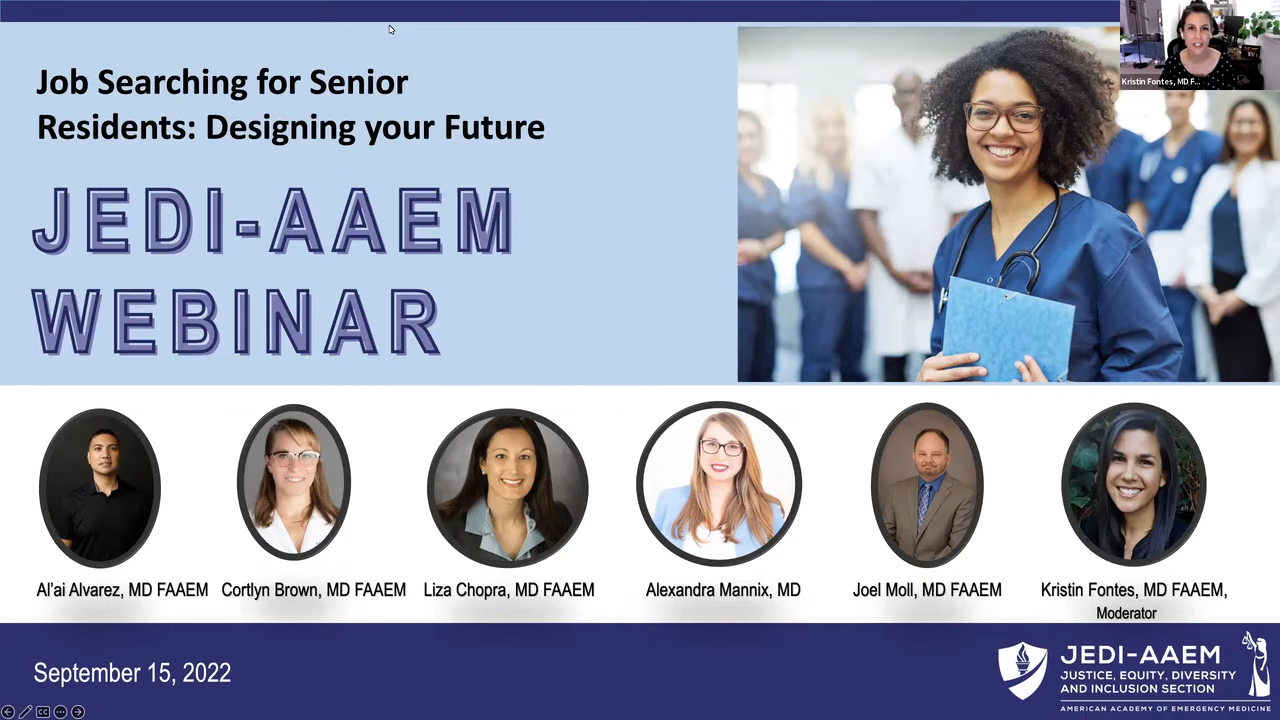 Job Searching for Senior
Residents: Designing your Future
JEDI-AAEM
WEBINAR
Kristin Fontes, MD F...
Al'ai Alvarez, MD FAAEM
Cortlyn Brown, MD FAAEM
Liza Chopra, MD FAAEM
Alexandra Mannix, MD
Joel Moll, MD FAAEM
Kristin Fontes, MD FAAEM,
Moderator
September 15, 2022
JEDI-AAEM
JUSTICE, EQUITY, DIVERSITY
AND INCLUSION SECTION
AMERICAN ACADEMY OF EMERGENCY MEDICINE
CC